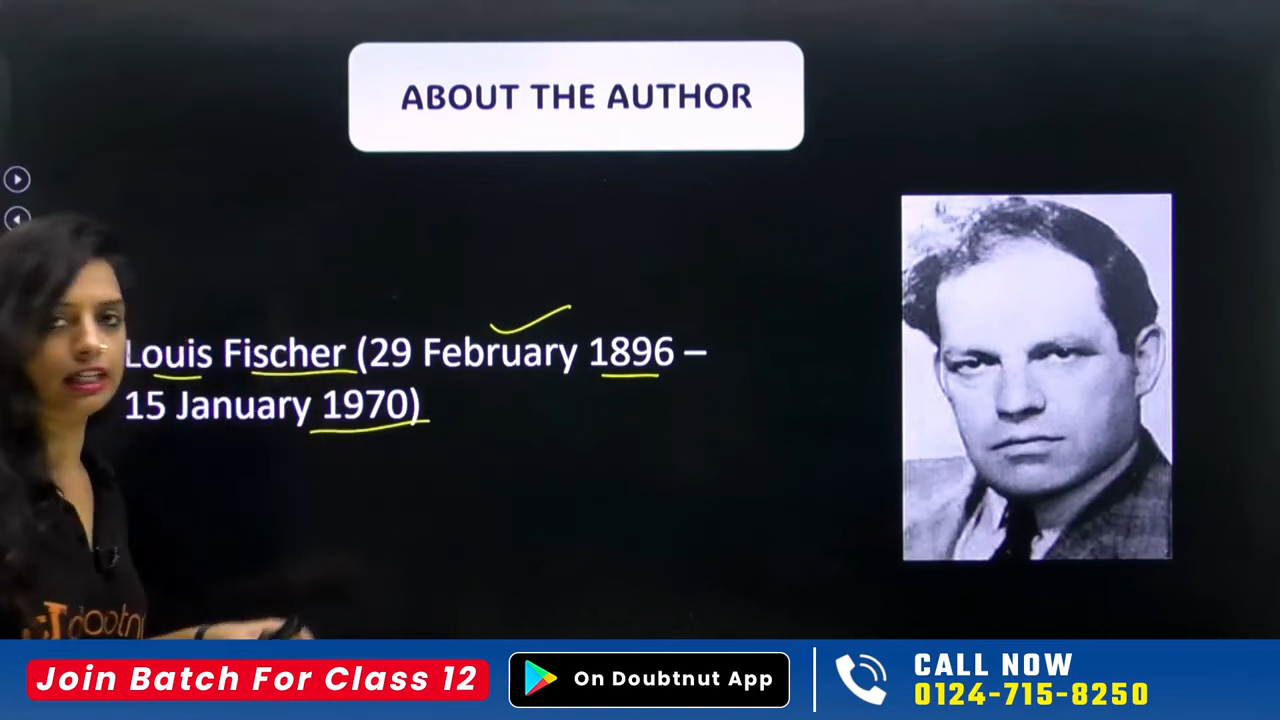 ABOUT THE AUTHOR
Louis Fischer (29 February 1896 –
15 January 1970)
Join Batch For Class 12
On Doubtnut App
CALL NOW
0124-715-8250